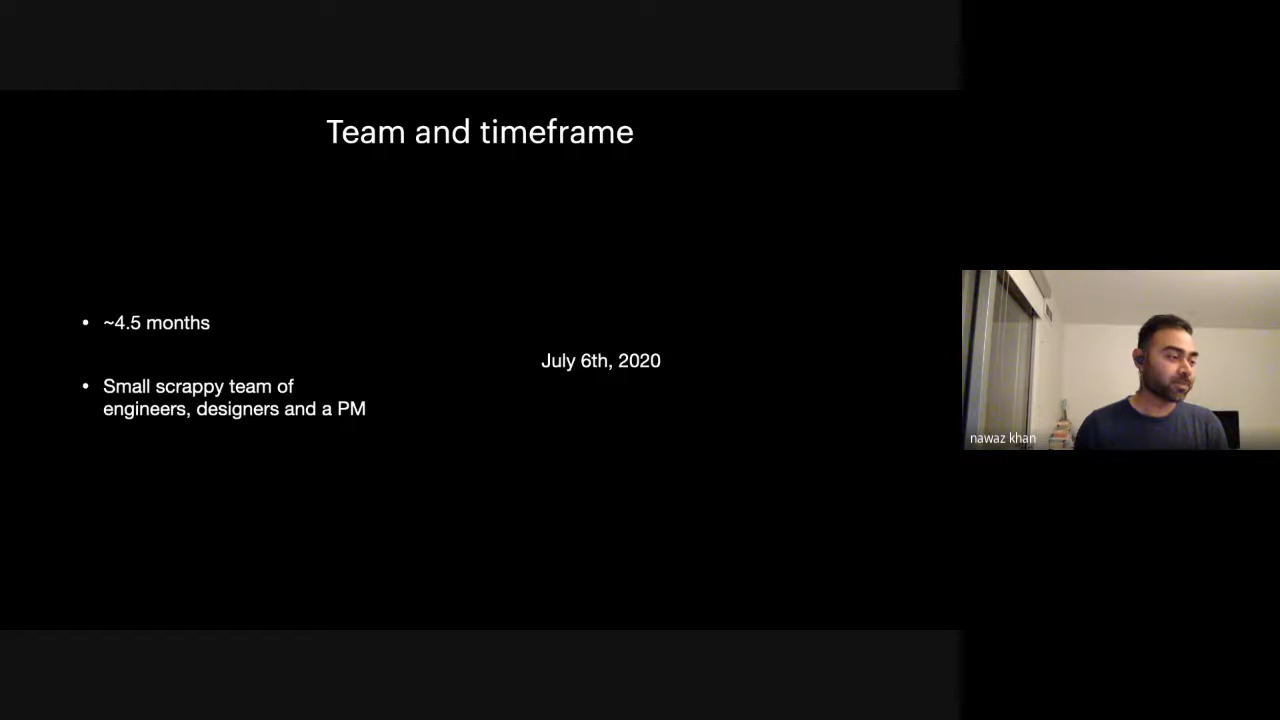 Team and timeframe
• ~4.5 months
July 6th, 2020
• Small scrappy team of
engineers, designers and a PM
nawaz khan